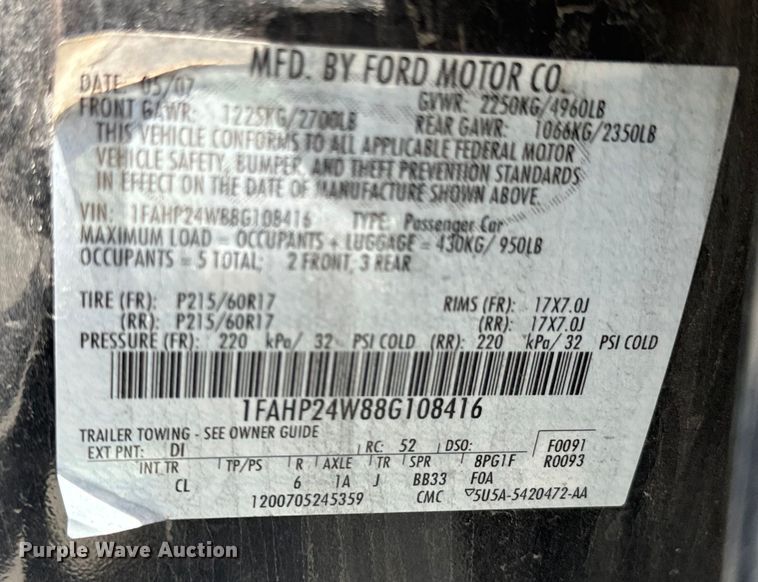 MFD. BY FORD MOTOR CO.
DATE: 05/07 GVWR: 2250KG/4960LB
FRONT GAWR: 1225KG/2700LB REAR GAWR: 1066KG/2350LB
THIS VEHICLE CONFORMS TO ALL APPLICABLE FEDERAL MOTOR
VEHICLE SAFETY, BUMPER, AND THEFT PREVENTION STANDARDS
IN EFFECT ON THE DATE OF MANUFACTURE SHOWN ABOVE.
VIN: 1FAHP24W88G108416 TYPE: Passenger Car
MAXIMUM LOAD = OCCUPANTS + LUGGAGE = 430KG/950LB
OCCUPANTS = 5 TOTAL; 2 FRONT, 3 REAR
TIRE (FR): P215/60R17 RIMS (FR): 17X7.0J
(RR): P215/60R17 (RR): 17X7.0J
PRESSURE (FR): 220 kPa/ 32 PSI COLD (RR): 220 kPa/ 32 PSI COLD
1FAHP24W88G108416
TRAILER TOWING - SEE OWNER GUIDE
EXT PNT: DI RC: 52 DSO: F0091
INT TR TP/PS R AXLE TR SPR 8PG1F R0093
CL 6 1A J BB33 F0A
1200705245359 CMC ▽5U5A-5420472-AA
Purple Wave Auction